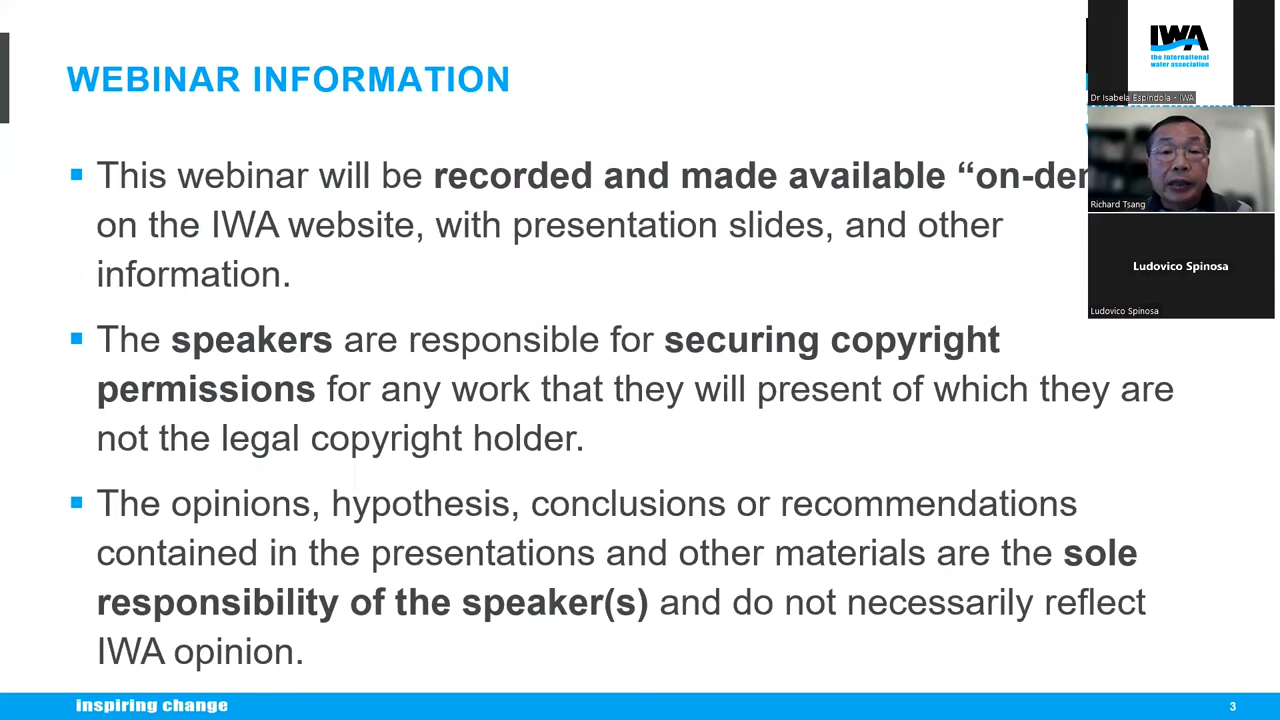 WEBINAR INFORMATION
This webinar will be recorded and made available “on-dem
on the IWA website, with presentation slides, and other
information.
The speakers are responsible for securing copyright
permissions for any work that they will present of which they are
not the legal copyright holder.
The opinions, hypothesis, conclusions or recommendations
contained in the presentations and other materials are the sole
responsibility of the speaker(s) and do not necessarily reflect
IWA opinion.
inspiring change
3
IWA
the international
water association
Dr Isabela Espindola - IWA
Richard Tsang
Ludovico Spinosa
Ludovico Spinosa